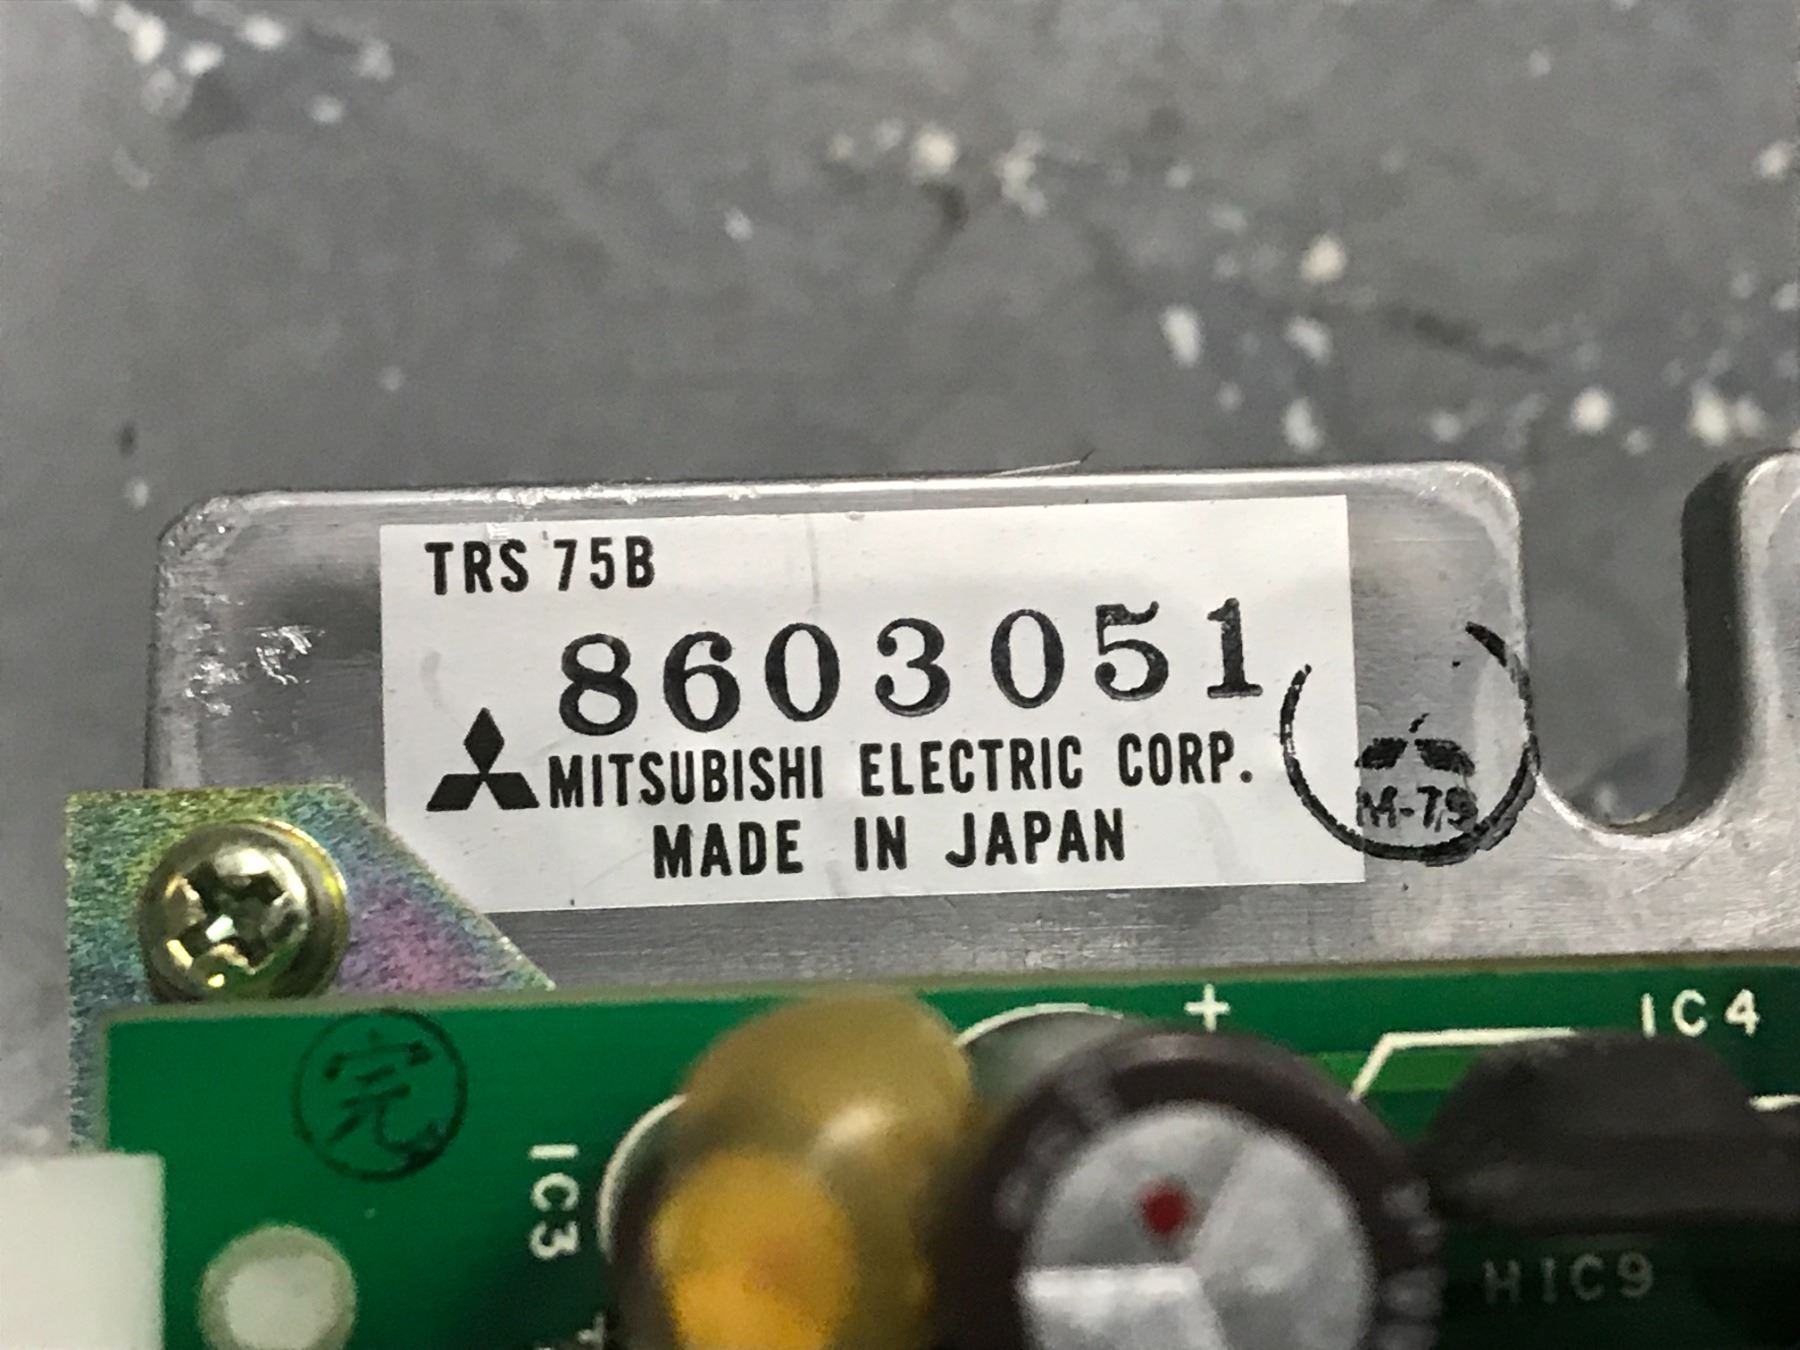 TRS 75B
8603051
MITSUBISHI ELECTRIC CORP.
MADE IN JAPAN
M-79
完
+
IC4
IC3
HIC9